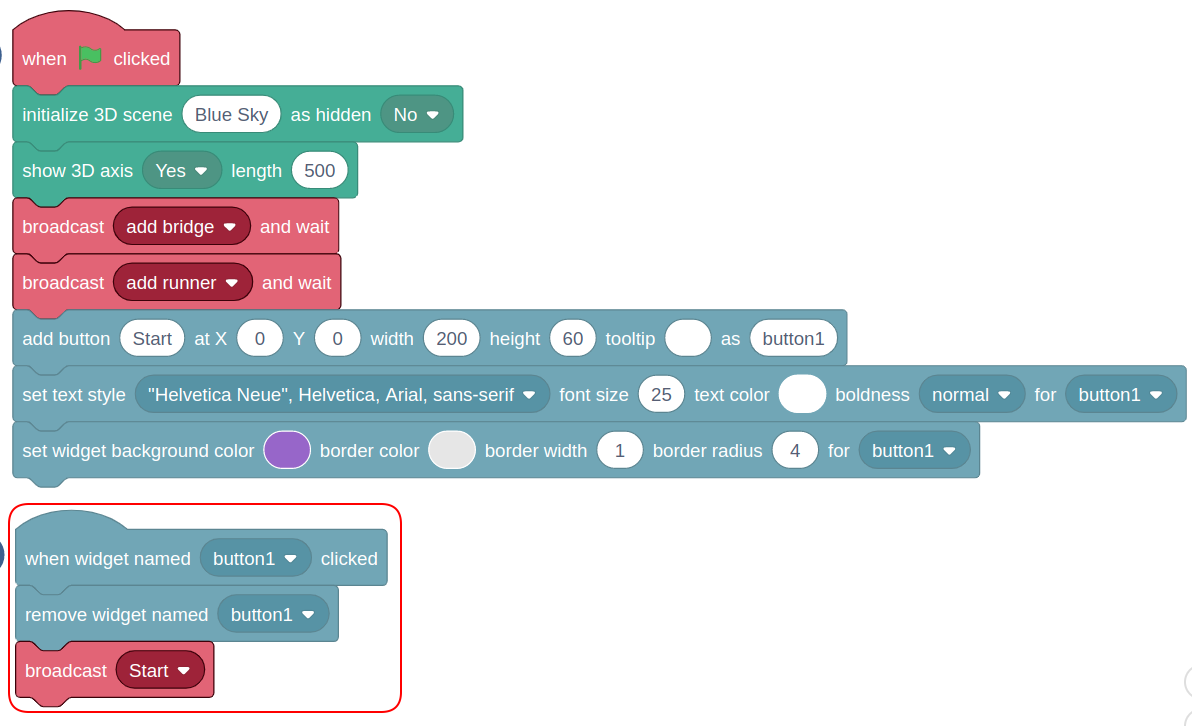 when clicked
initialize 3D scene Blue Sky as hidden No
show 3D axis Yes length 500
broadcast add bridge and wait
broadcast add runner and wait
add button Start at X 0 Y 0 width 200 height 60 tooltip as button1
set text style "Helvetica Neue", Helvetica, Arial, sans-serif font size 25 text color boldness normal for button1
set widget background color border color border width 1 border radius 4 for button1
when widget named button1 clicked
remove widget named button1
broadcast Start